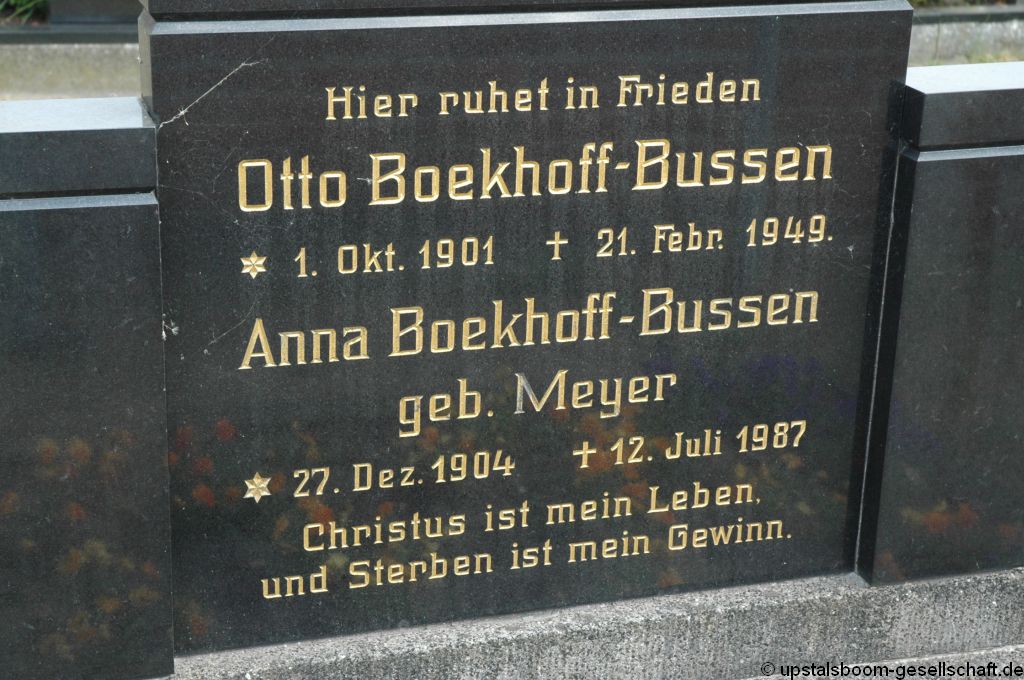 Hier ruhet in Frieden
Otto Boekhoff-Bussen
* 1. Okt. 1901 † 21. Febr. 1949.
Anna Boekhoff-Bussen
geb. Meyer
* 27. Dez. 1904 † 12. Juli 1987
Christus ist mein Leben,
und Sterben ist mein Gewinn.
© upstalsboom-gesellschaft.de